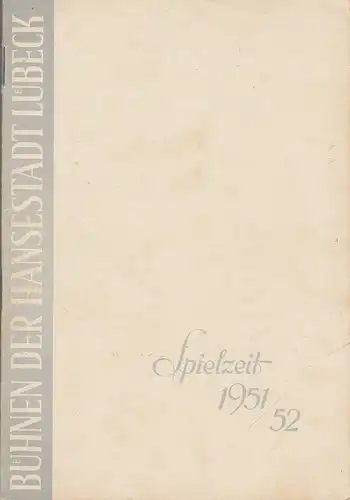 BÜHNEN DER HANSESTADT LÜBECK
Spielzeit
1951/52